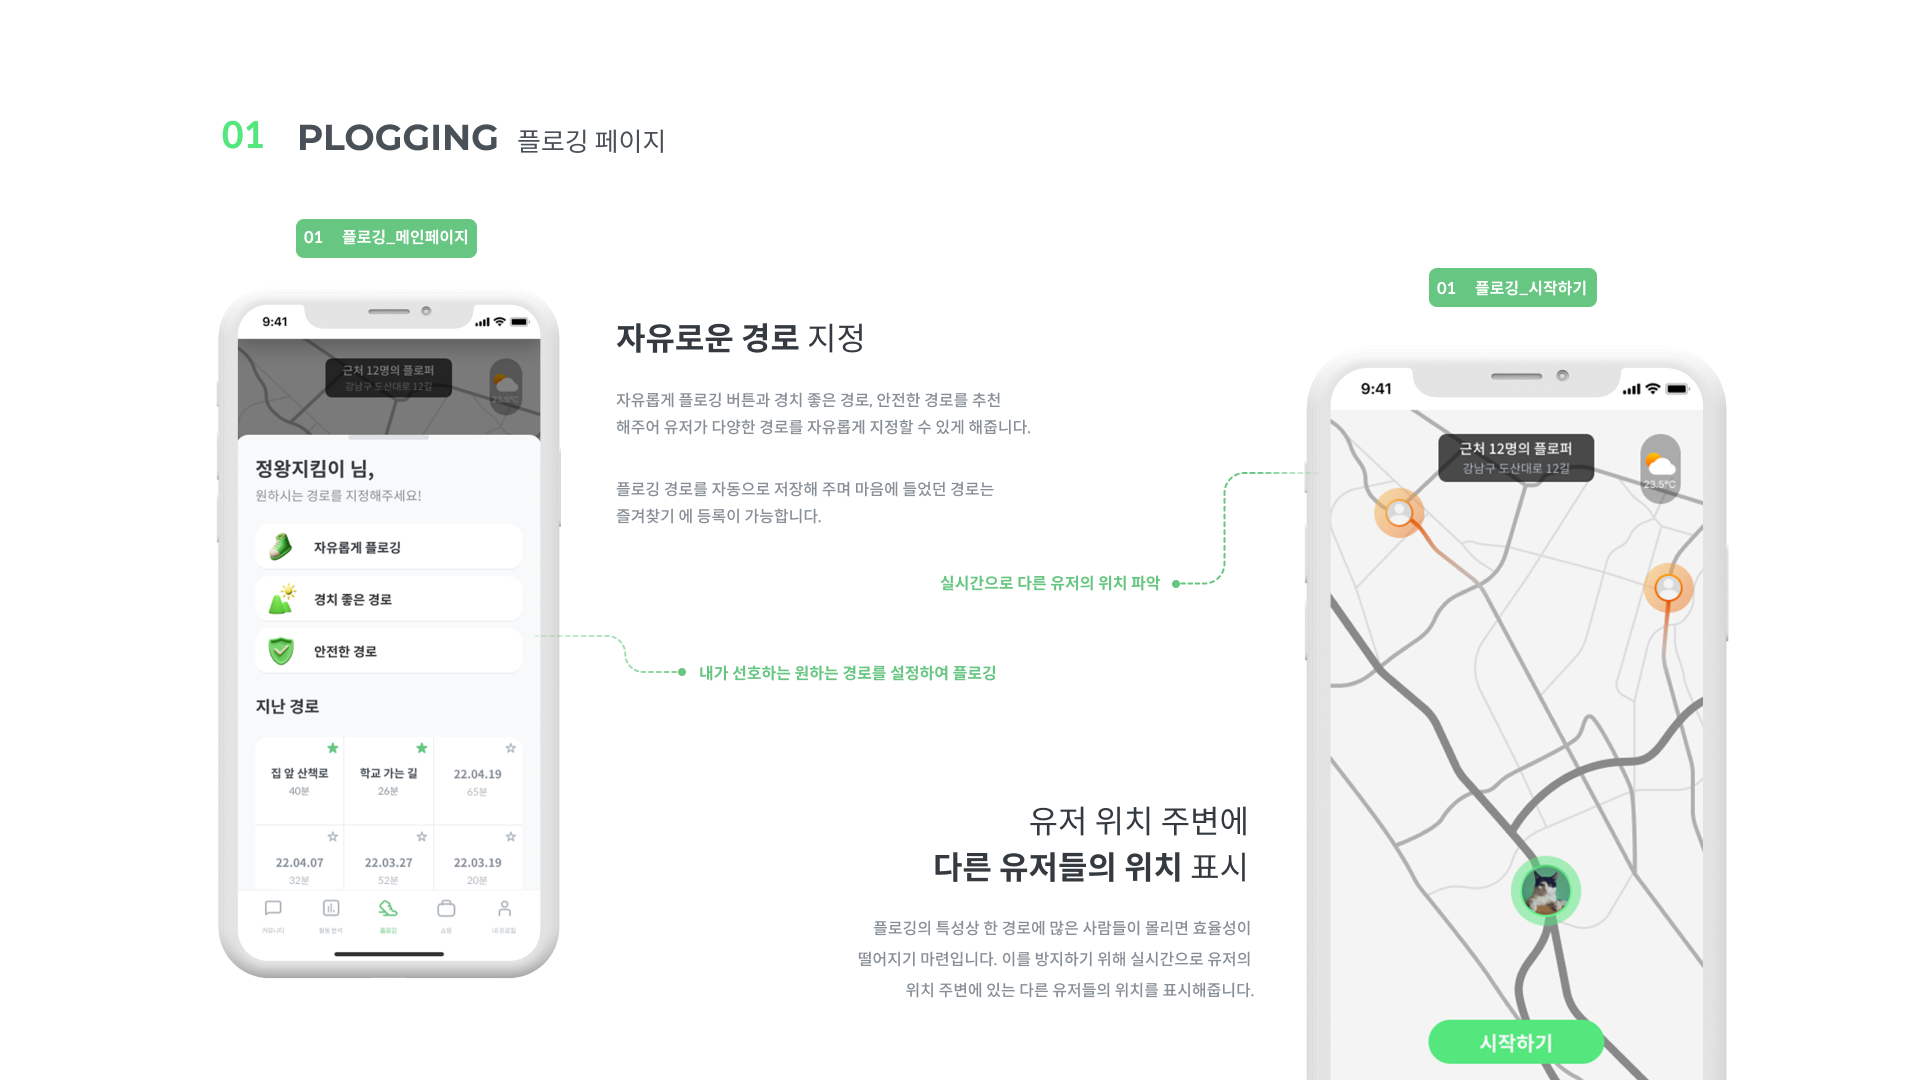 01 PLOGGING 플로깅 페이지
01 플로깅_메인페이지
9:41
근처 12명의 플로퍼
강남구 도산대로 12길
23.5°C
정왕지킴이 님,
원하시는 경로를 지정해주세요!
자유롭게 플로깅
경치 좋은 경로
안전한 경로
지난 경로
집 앞 산책로
40분
학교 가는 길
26분
22.04.19
65분
22.04.07
32분
22.03.27
52분
22.03.19
20분
커뮤니티
활동 분석
플로깅
쇼핑
내 프로필
자유로운 경로 지정
자유롭게 플로깅 버튼과 경치 좋은 경로, 안전한 경로를 추천
해주어 유저가 다양한 경로를 자유롭게 지정할 수 있게 해줍니다.
플로깅 경로를 자동으로 저장해 주며 마음에 들었던 경로는
즐겨찾기 에 등록이 가능합니다.
실시간으로 다른 유저의 위치 파악
내가 선호하는 원하는 경로를 설정하여 플로깅
유저 위치 주변에
다른 유저들의 위치 표시
플로깅의 특성상 한 경로에 많은 사람들이 몰리면 효율성이
떨어지기 마련입니다. 이를 방지하기 위해 실시간으로 유저의
위치 주변에 있는 다른 유저들의 위치를 표시해줍니다.
01 플로깅_시작하기
9:41
근처 12명의 플로퍼
강남구 도산대로 12길
23.5°C
시작하기